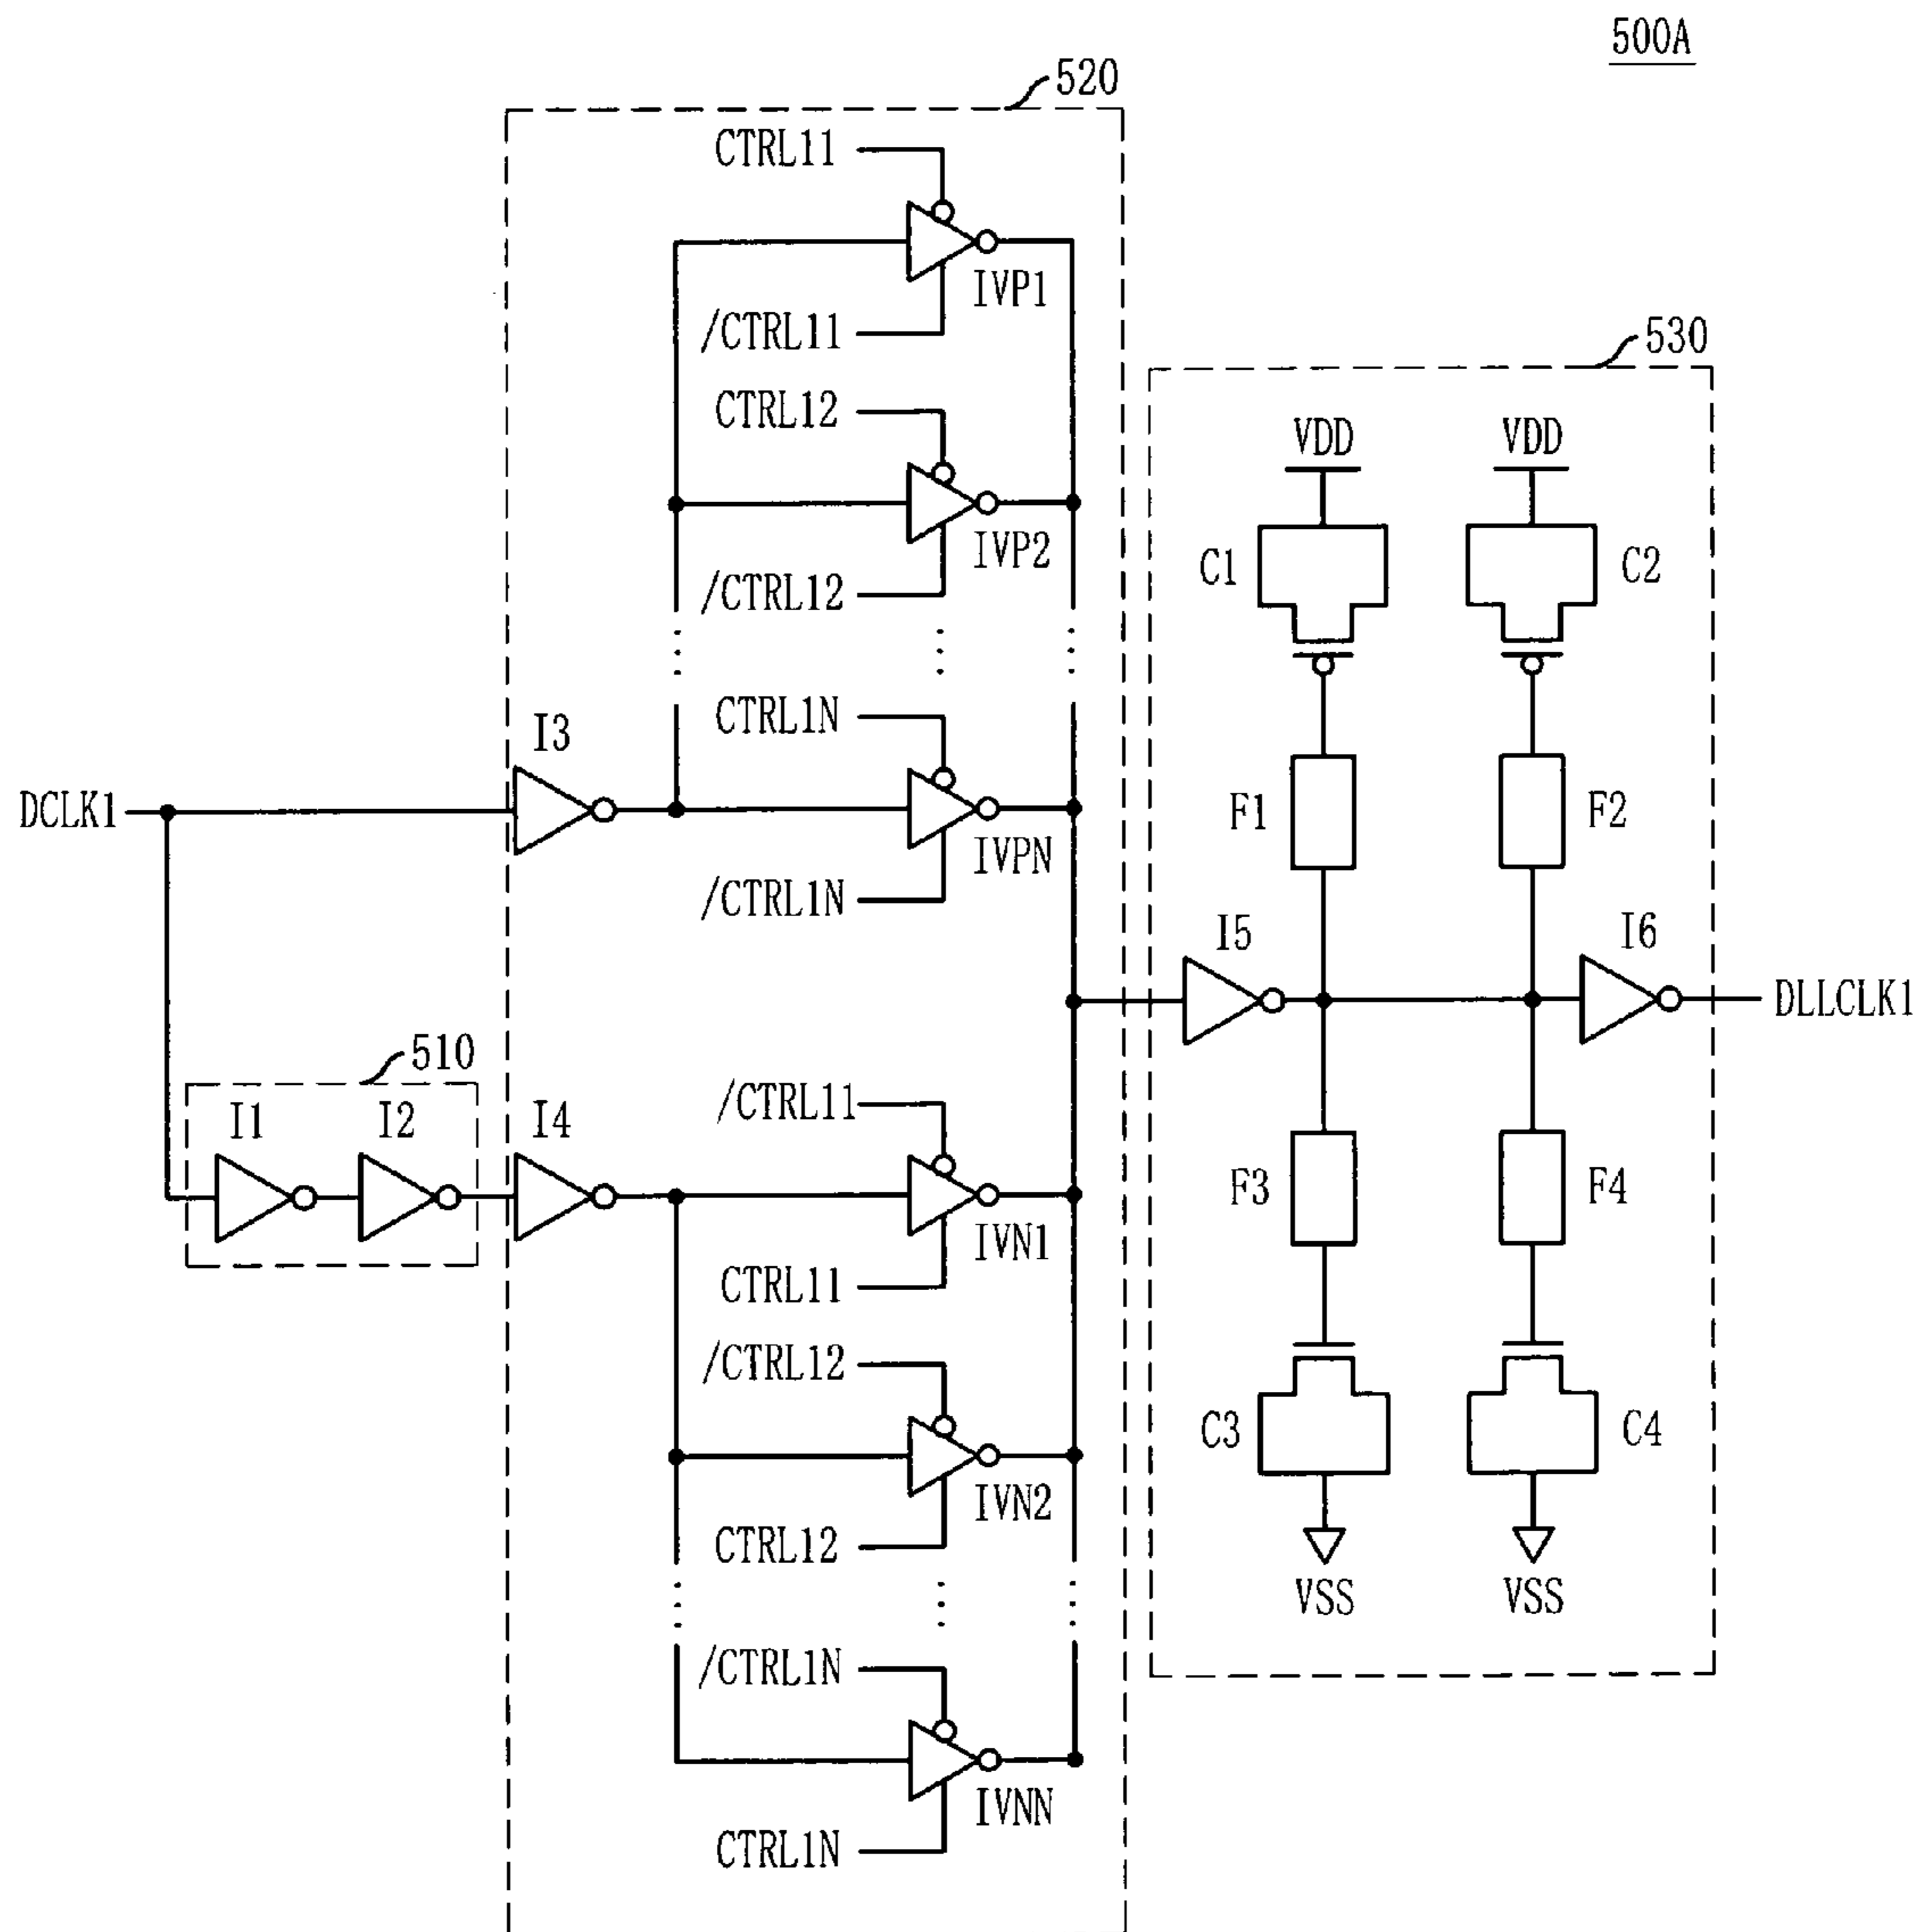 500A
520
CTRL11
IVP1
/CTRL11
530
CTRL12
VDD VDD
IVP2
C1 C2
/CTRL12
CTRL1N
I3
F1 F2
DCLK1
IVPN
/CTRL1N
I5 I6
DLLCLK1
510
/CTRL11
I1 I2 I4
F3 F4
IVN1
CTRL11
/CTRL12
C3 C4
IVN2
CTRL12
VSS VSS
/CTRL1N
IVNN
CTRL1N